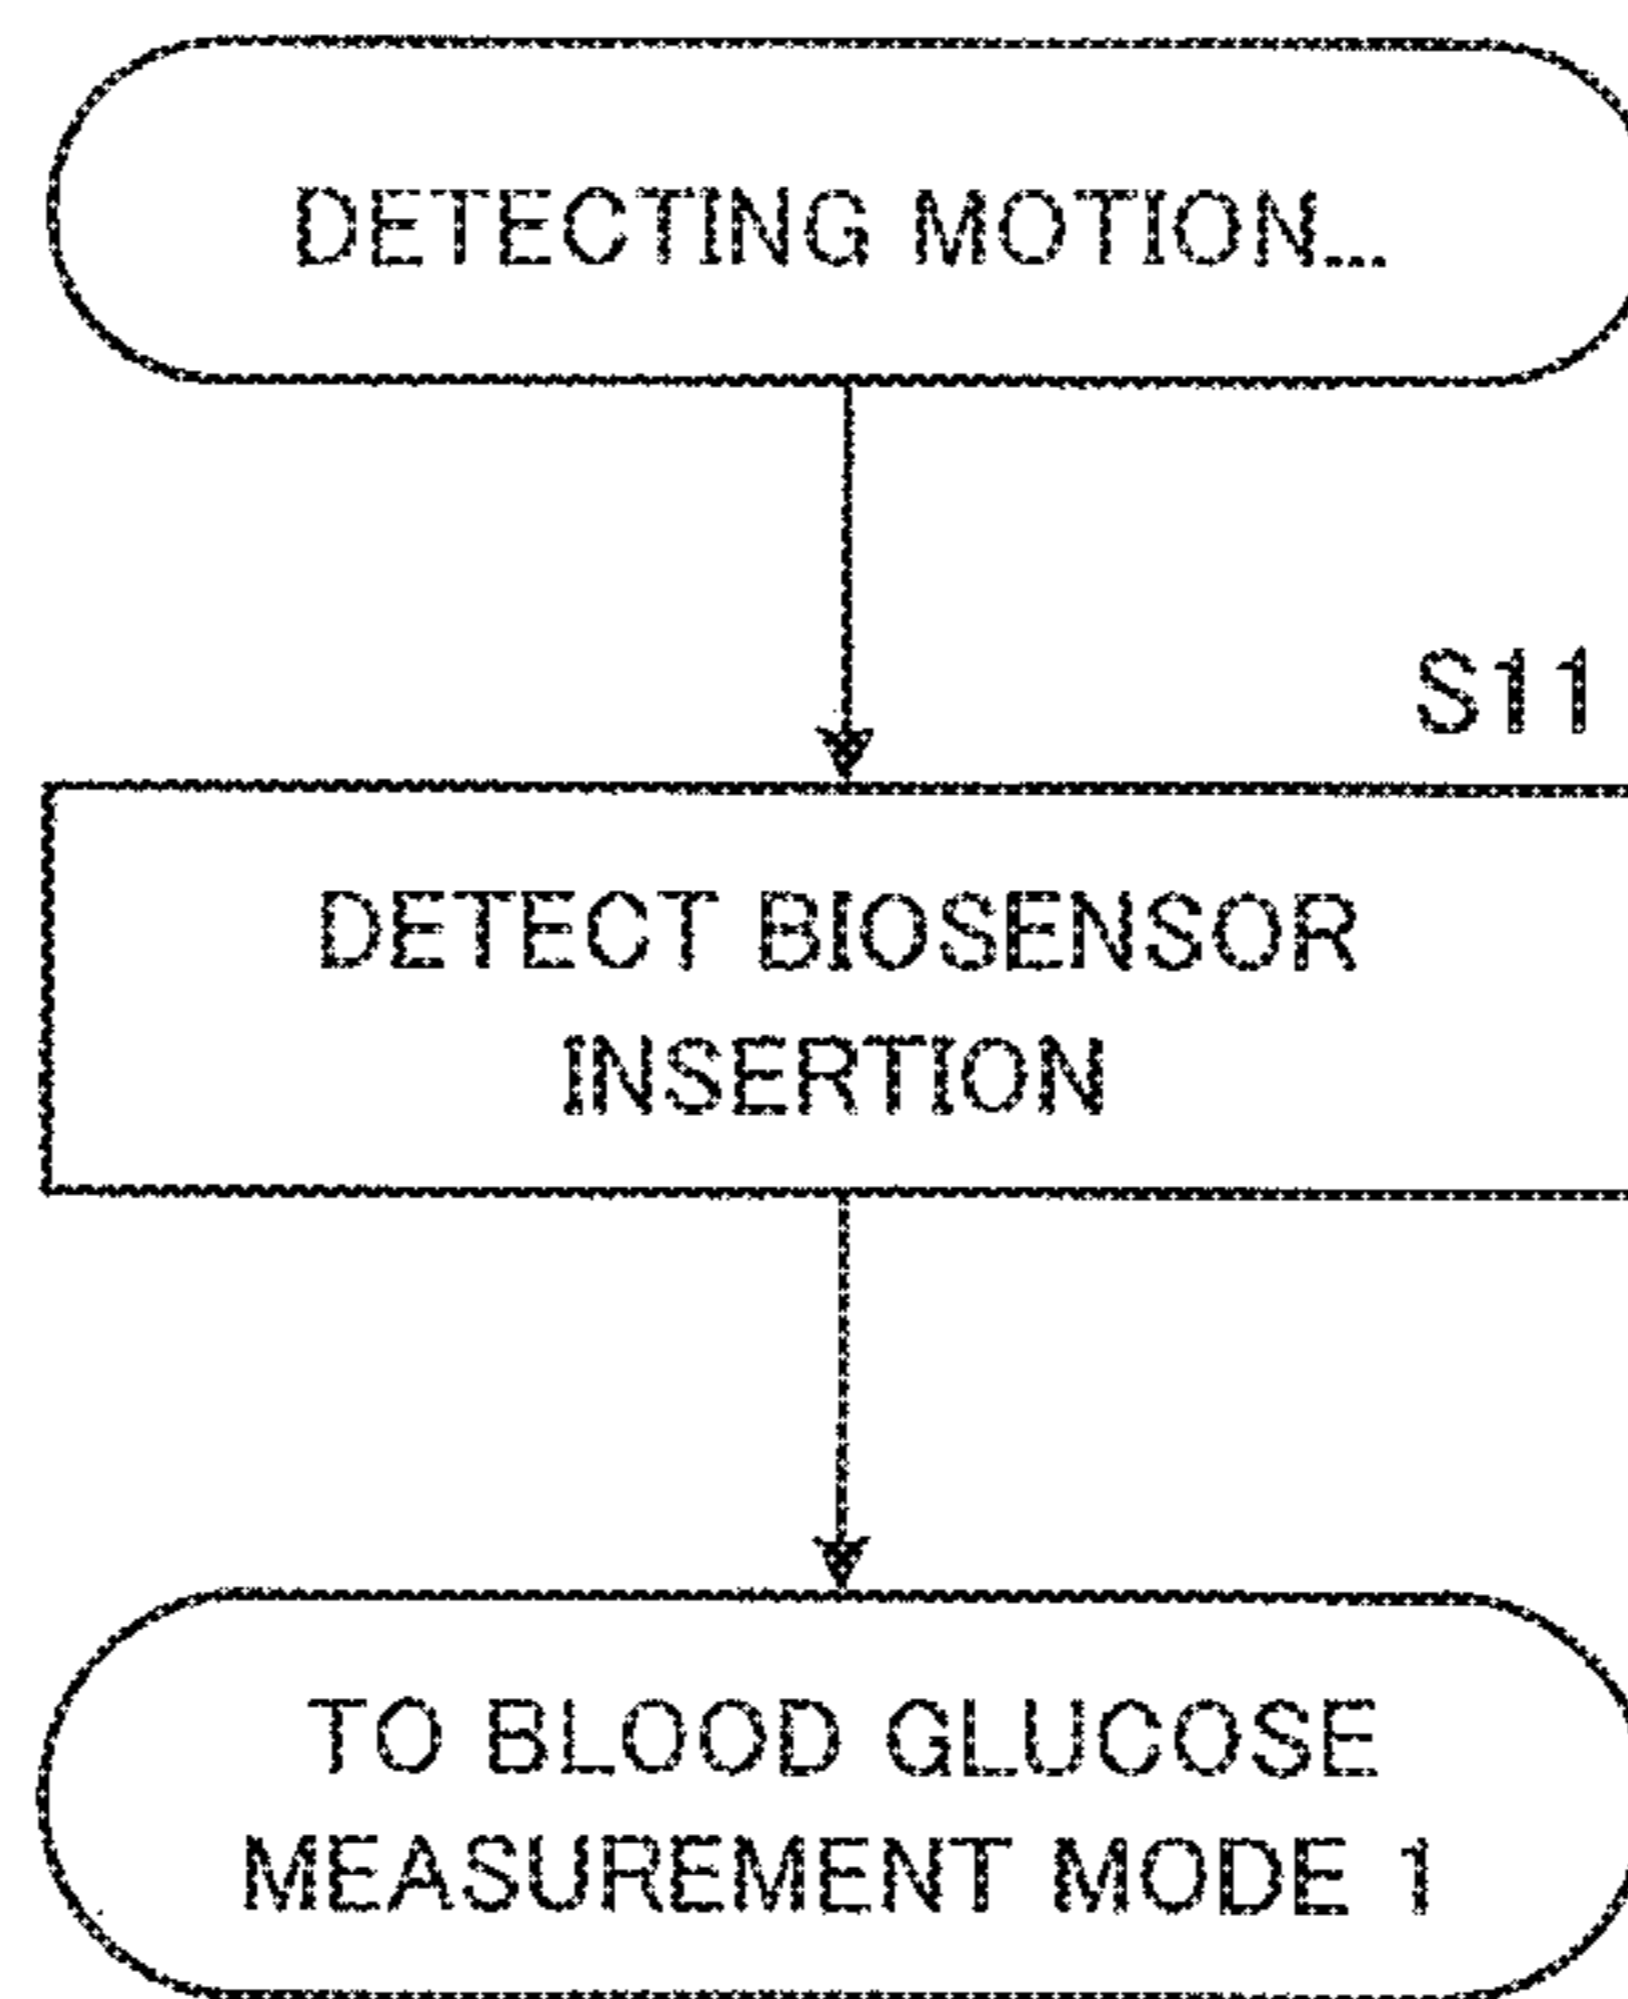 DETECTING MOTION...
S11
DETECT BIOSENSOR
INSERTION
TO BLOOD GLUCOSE
MEASUREMENT MODE 1